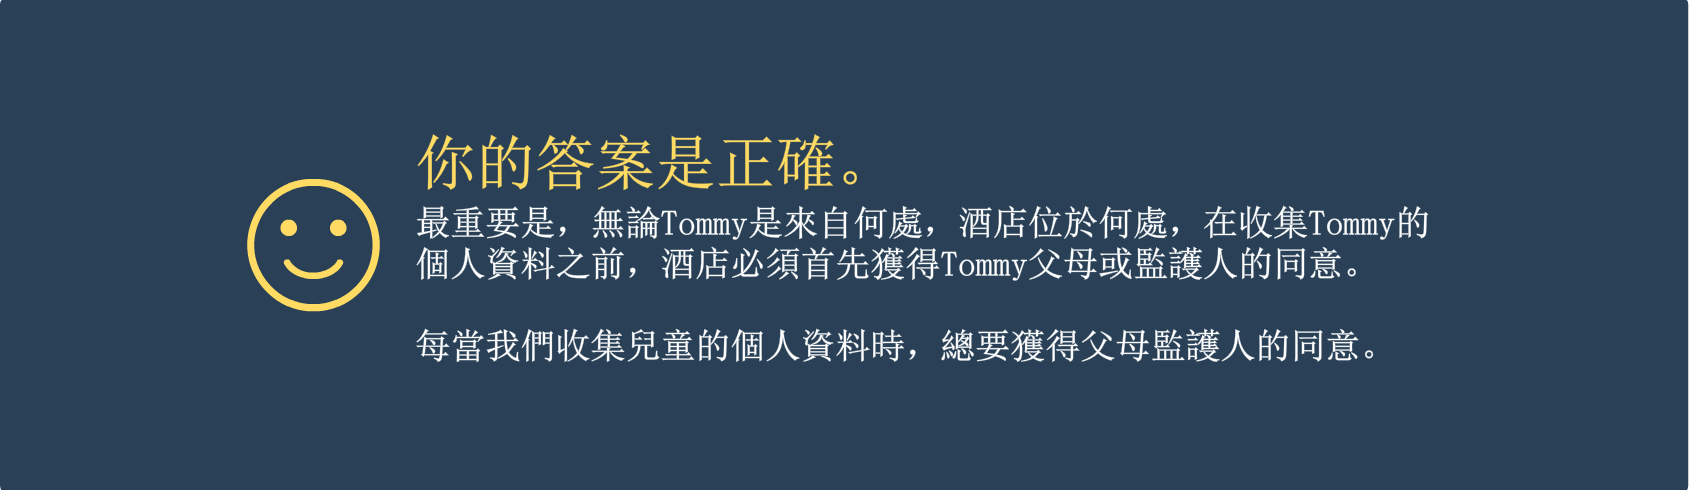 你的答案是正確。
最重要是，無論Tommy是來自何處，酒店位於何處，在收集Tommy的
個人資料之前，酒店必須首先獲得Tommy父母或監護人的同意。
每當我們收集兒童的個人資料時，總要獲得父母監護人的同意。